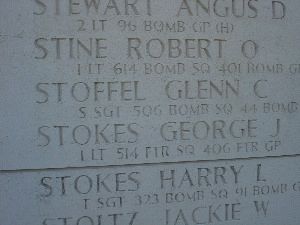 STEWART ANGUS D
2 LT 96 BOMB GP (H)
STINE ROBERT O
1 LT 614 BOMB SQ 401 BOMB
STOFFEL GLENN C
S SGT 506 BOMB SQ 44 BOMB
STOKES GEORGE J
1 LT 514 FTR SQ 406 FTR GP
STOKES HARRY L
T SGT 323 BOMB SQ 91 BOMB
STOLTZ JACKIE W